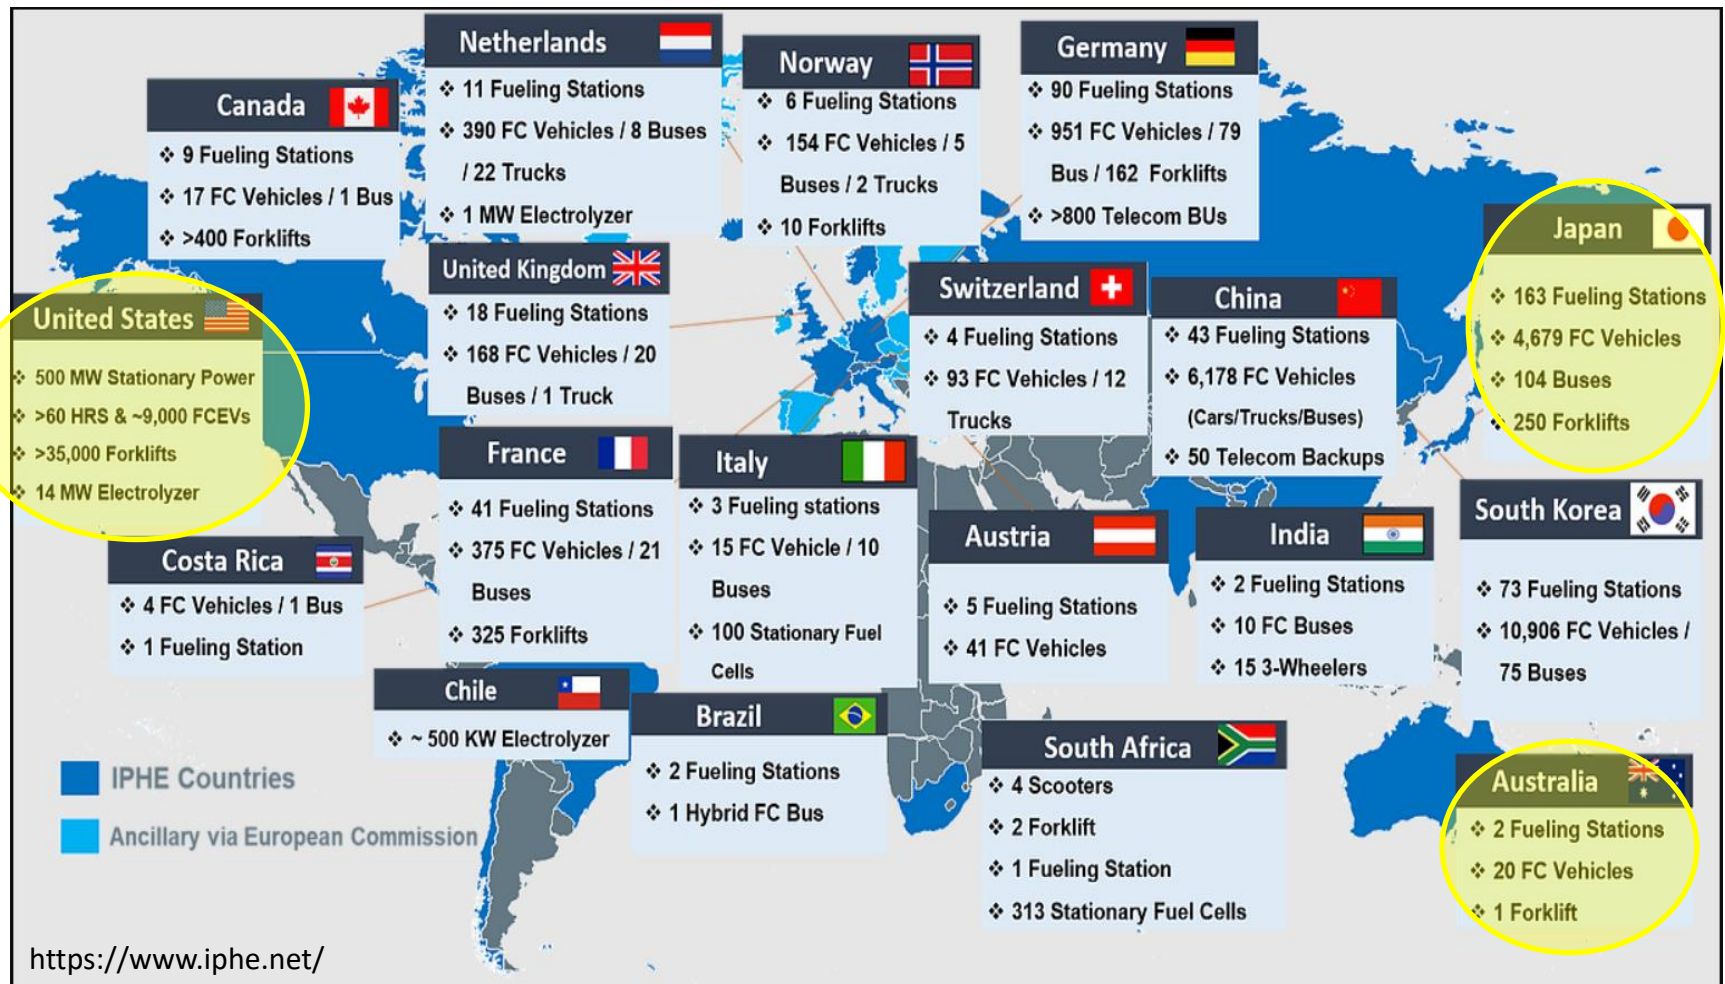 Canada
❖ 9 Fueling Stations
❖ 17 FC Vehicles / 1 Bus
❖ >400 Forklifts
Netherlands
❖ 11 Fueling Stations
❖ 390 FC Vehicles / 8 Buses
/ 22 Trucks
❖ 1 MW Electrolyzer
Norway
❖ 6 Fueling Stations
❖ 154 FC Vehicles / 5
Buses / 2 Trucks
❖ 10 Forklifts
Germany
❖ 90 Fueling Stations
❖ 951 FC Vehicles / 79
Bus / 162 Forklifts
❖ >800 Telecom BUs
Japan
❖ 163 Fueling Stations
❖ 4,679 FC Vehicles
❖ 104 Buses
❖ 250 Forklifts
United States
❖ 500 MW Stationary Power
❖ >60 HRS & ~9,000 FCEVs
❖ >35,000 Forklifts
❖ 14 MW Electrolyzer
United Kingdom
❖ 18 Fueling Stations
❖ 168 FC Vehicles / 20
Buses / 1 Truck
Switzerland
❖ 4 Fueling Stations
❖ 93 FC Vehicles / 12
Trucks
China
❖ 43 Fueling Stations
❖ 6,178 FC Vehicles
(Cars/Trucks/Buses)
❖ 50 Telecom Backups
Costa Rica
❖ 4 FC Vehicles / 1 Bus
❖ 1 Fueling Station
France
❖ 41 Fueling Stations
❖ 375 FC Vehicles / 21
Buses
❖ 325 Forklifts
Italy
❖ 3 Fueling stations
❖ 15 FC Vehicle / 10
Buses
❖ 100 Stationary Fuel
Cells
Austria
❖ 5 Fueling Stations
❖ 41 FC Vehicles
India
❖ 2 Fueling Stations
❖ 10 FC Buses
❖ 15 3-Wheelers
South Korea
❖ 73 Fueling Stations
❖ 10,906 FC Vehicles /
75 Buses
Chile
❖ ~ 500 KW Electrolyzer
Brazil
❖ 2 Fueling Stations
❖ 1 Hybrid FC Bus
South Africa
❖ 4 Scooters
❖ 2 Forklift
❖ 1 Fueling Station
❖ 313 Stationary Fuel Cells
Australia
❖ 2 Fueling Stations
❖ 20 FC Vehicles
❖ 1 Forklift
IPHE Countries
Ancillary via European Commission
https://www.iphe.net/